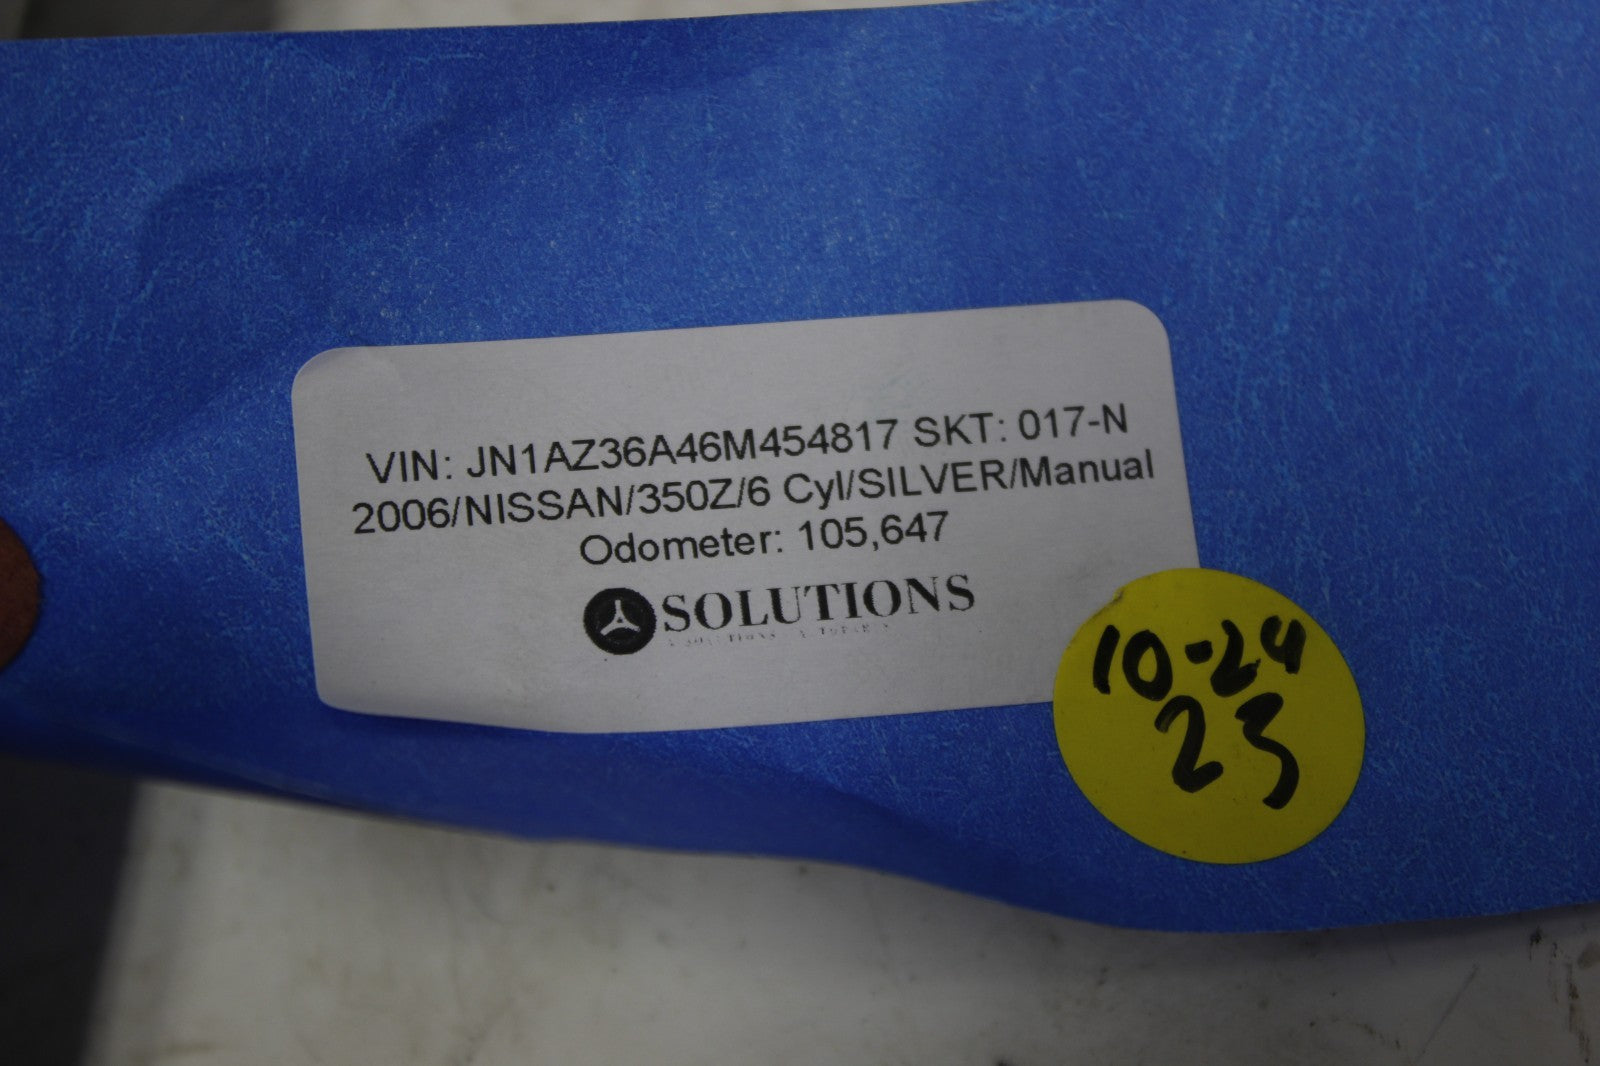 VIN: JN1AZ36A46M454817 SKT: 017-N
2006/NISSAN/350Z/6 Cyl/SILVER/Manual
Odometer: 105,647
SOLUTIONS
10-24
23